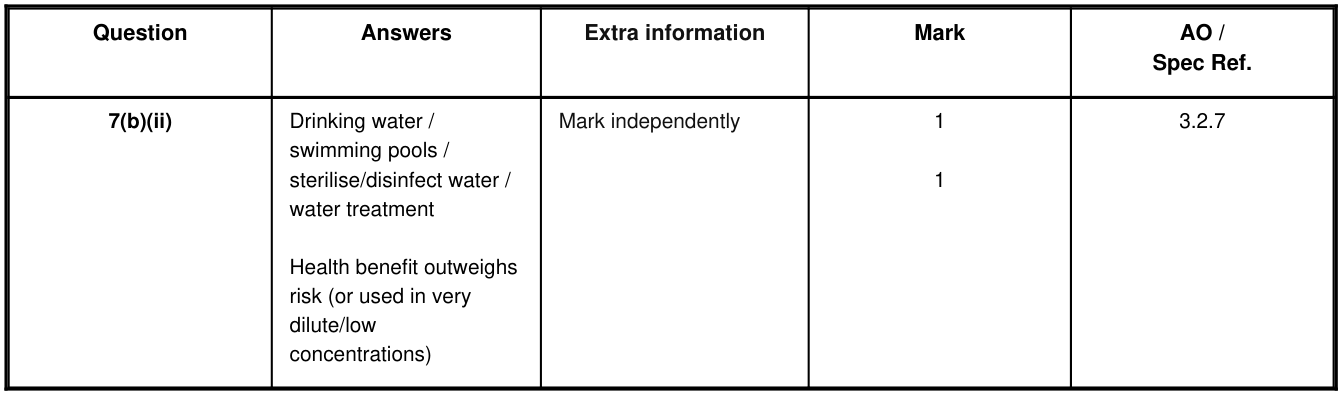 Question
Answers
Extra information
Mark
AO /
Spec Ref.
7(b)(ii)
Drinking water /
swimming pools /
sterilise/disinfect water /
water treatment
Health benefit outweighs
risk (or used in very
dilute/low
concentrations)
Mark independently
1
1
3.2.7